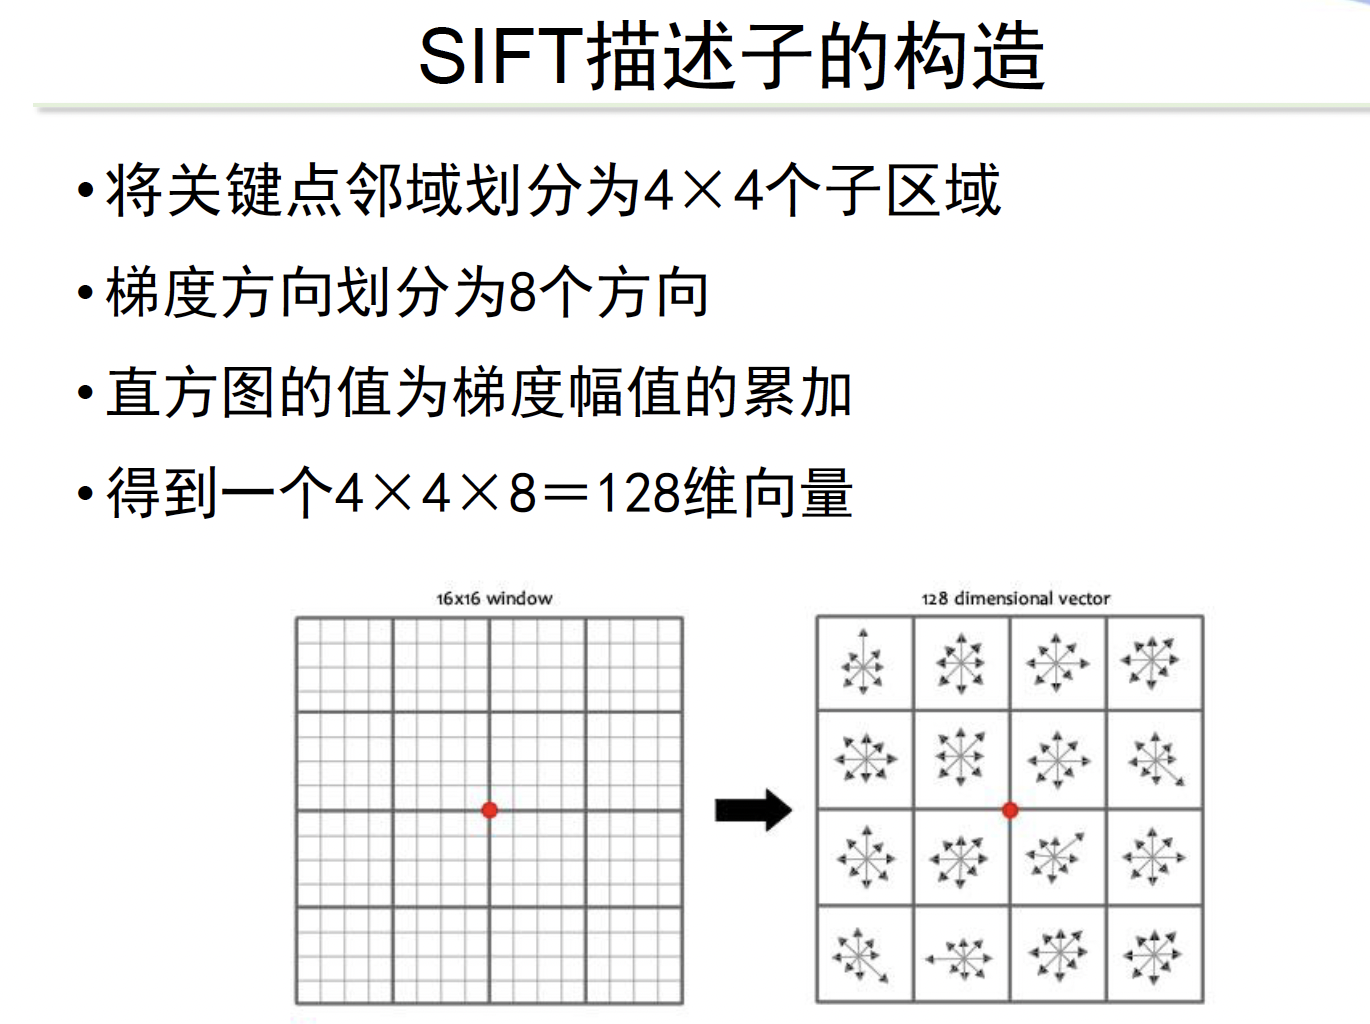 SIFT描述子的构造
•将关键点邻域划分为4×4个子区域
•梯度方向划分为8个方向
•直方图的值为梯度幅值的累加
•得到一个4×4×8＝128维向量
16x16 window
128 dimensional vector